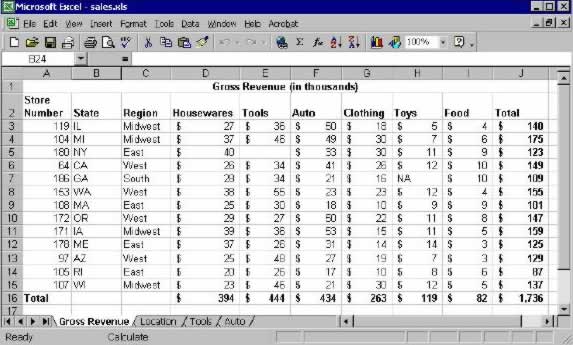 Microsoft Excel - sales.xls
File Edit View Insert Format Tools Data Window Help Acrobat
100%
B24 =
A B C D E F G H I J
1 Gross Revenue (in thousands)
Store
2 Number State Region Housewares Tools Auto Clothing Toys Food Total
3 119 IL Midwest $ 27 $ 36 $ 50 $ 18 $ 5 $ 4 $ 140
4 104 MI Midwest $ 37 $ 46 $ 49 $ 30 $ 7 $ 6 $ 175
5 180 NY East $ 40 $ 33 $ 30 $ 11 $ 9 $ 123
6 64 CA West $ 26 $ 34 $ 41 $ 26 $ 12 $ 10 $ 149
7 186 GA South $ 28 $ 34 $ 21 $ 16 NA $ 10 $ 109
8 153 WA West $ 38 $ 55 $ 23 $ 23 $ 12 $ 4 $ 155
9 108 MA East $ 25 $ 30 $ 18 $ 10 $ 9 $ 9 $ 101
10 172 OR West $ 29 $ 27 $ 50 $ 22 $ 11 $ 8 $ 147
11 171 IA Midwest $ 39 $ 36 $ 53 $ 15 $ 11 $ 5 $ 159
12 178 ME East $ 37 $ 26 $ 31 $ 14 $ 14 $ 3 $ 125
13 97 AZ West $ 25 $ 48 $ 27 $ 19 $ 7 $ 3 $ 129
14 105 RI East $ 20 $ 26 $ 17 $ 10 $ 8 $ 6 $ 87
15 107 WI Midwest $ 23 $ 46 $ 21 $ 30 $ 12 $ 5 $ 137
16 Total $ 394 $ 444 $ 434 $ 263 $ 119 $ 82 $ 1,736
17
Gross Revenue / Location / Tools / Auto /
Ready Calculate